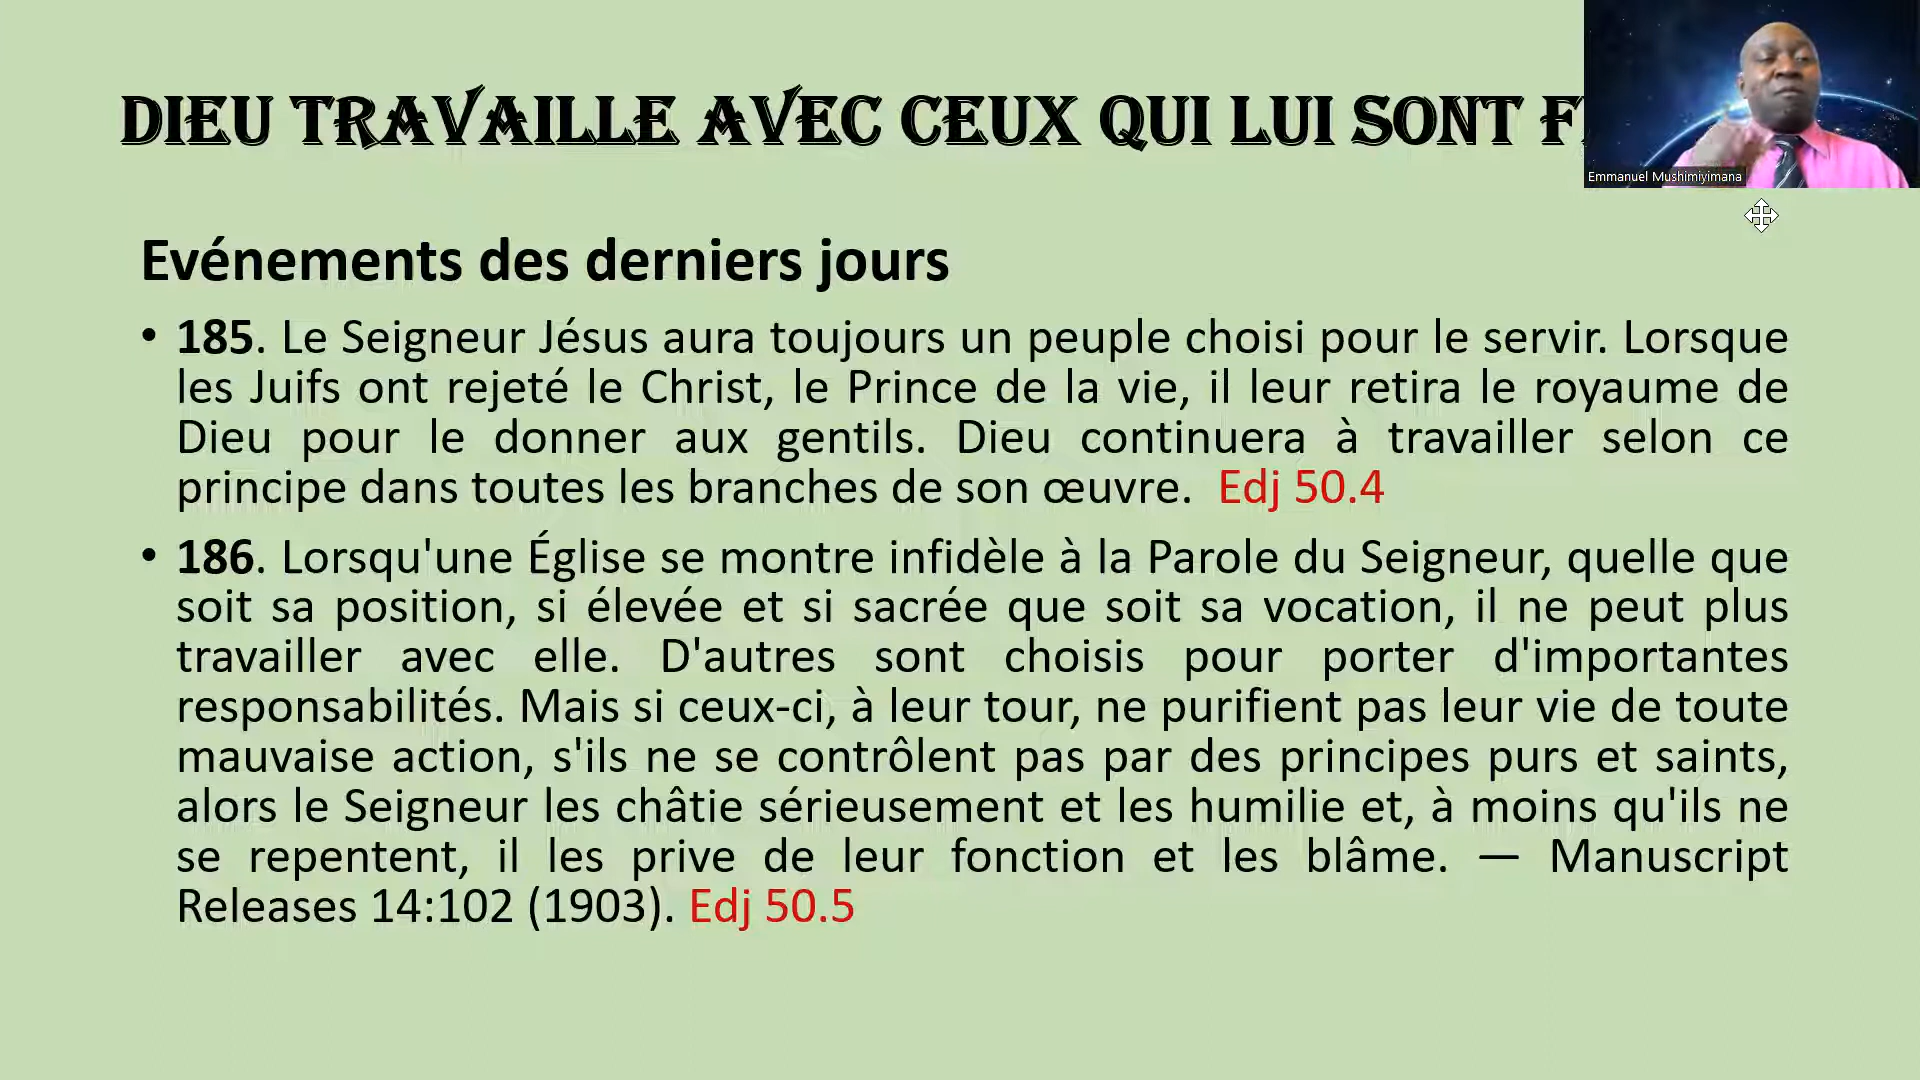 DIEU TRAVAILLE AVEC CEUX QUI LUI SONT
Emmanuel Mushimiyimana
Evénements des derniers jours
• 185. Le Seigneur Jésus aura toujours un peuple choisi pour le servir. Lorsque
les Juifs ont rejeté le Christ, le Prince de la vie, il leur retira le royaume de
Dieu pour le donner aux gentils. Dieu continuera à travailler selon ce
principe dans toutes les branches de son œuvre. Edj 50.4
• 186. Lorsqu'une Église se montre infidèle à la Parole du Seigneur, quelle que
soit sa position, si élevée et si sacrée que soit sa vocation, il ne peut plus
travailler avec elle. D'autres sont choisis pour porter d'importantes
responsabilités. Mais si ceux-ci, à leur tour, ne purifient pas leur vie de toute
mauvaise action, s'ils ne se contrôlent pas par des principes purs et saints,
alors le Seigneur les châtie sérieusement et les humilie et, à moins qu'ils ne
se repentent, il les prive de leur fonction et les blâme. — Manuscript
Releases 14:102 (1903). Edj 50.5